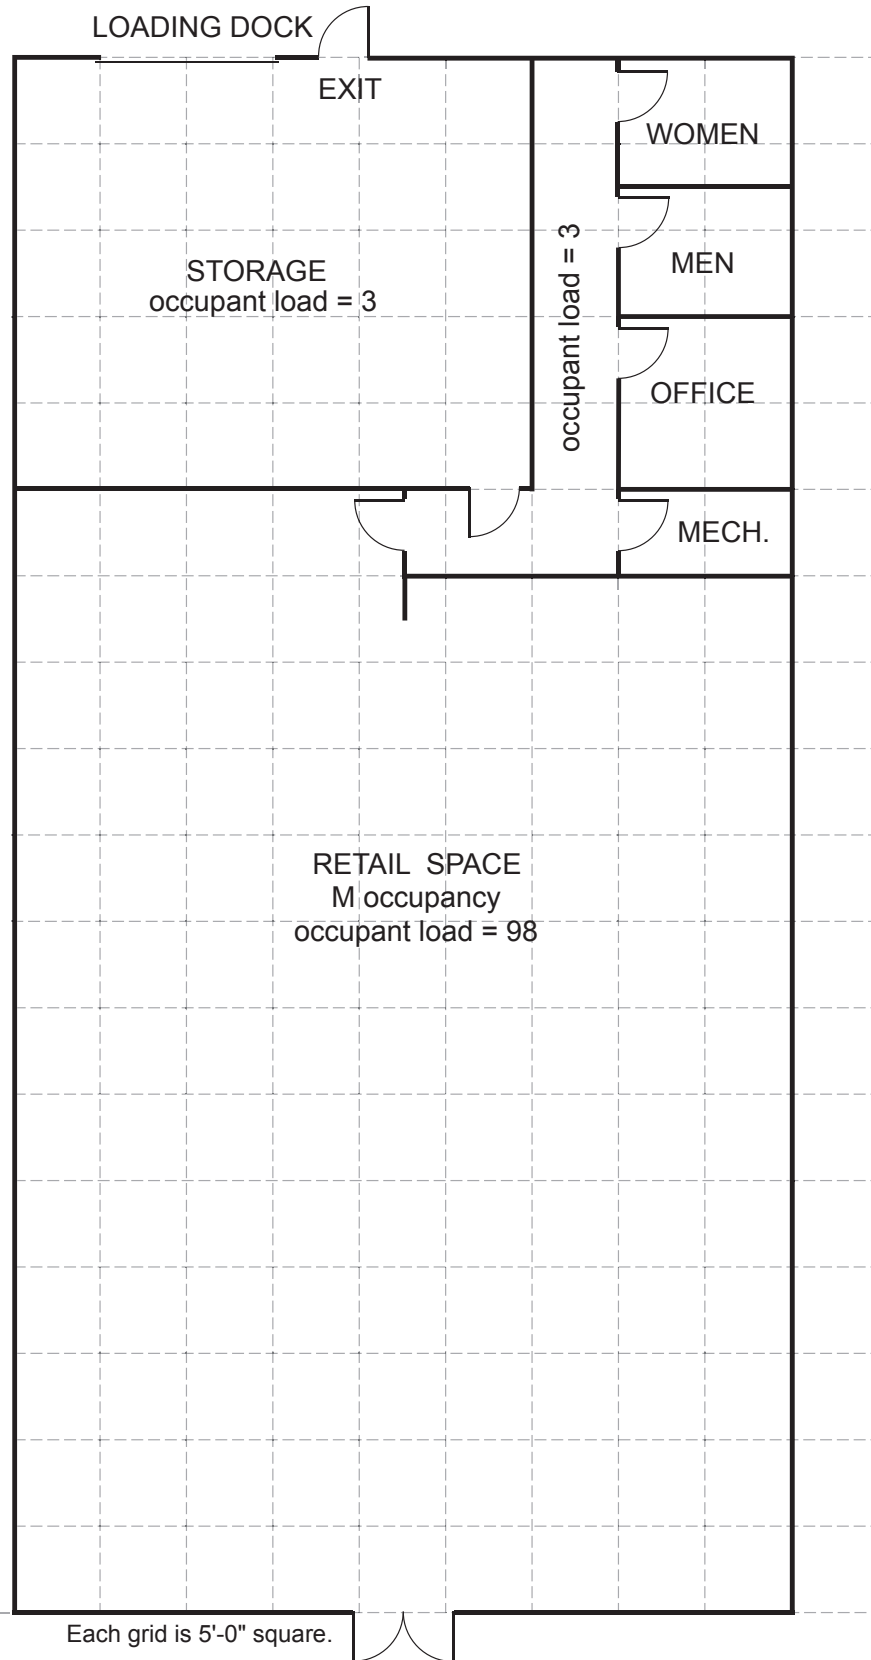 LOADING DOCK
EXIT
WOMEN
MEN
STORAGE
occupant load = 3
occupant load = 3
OFFICE
MECH.
RETAIL SPACE
M occupancy
occupant load = 98
Each grid is 5'-0" square.